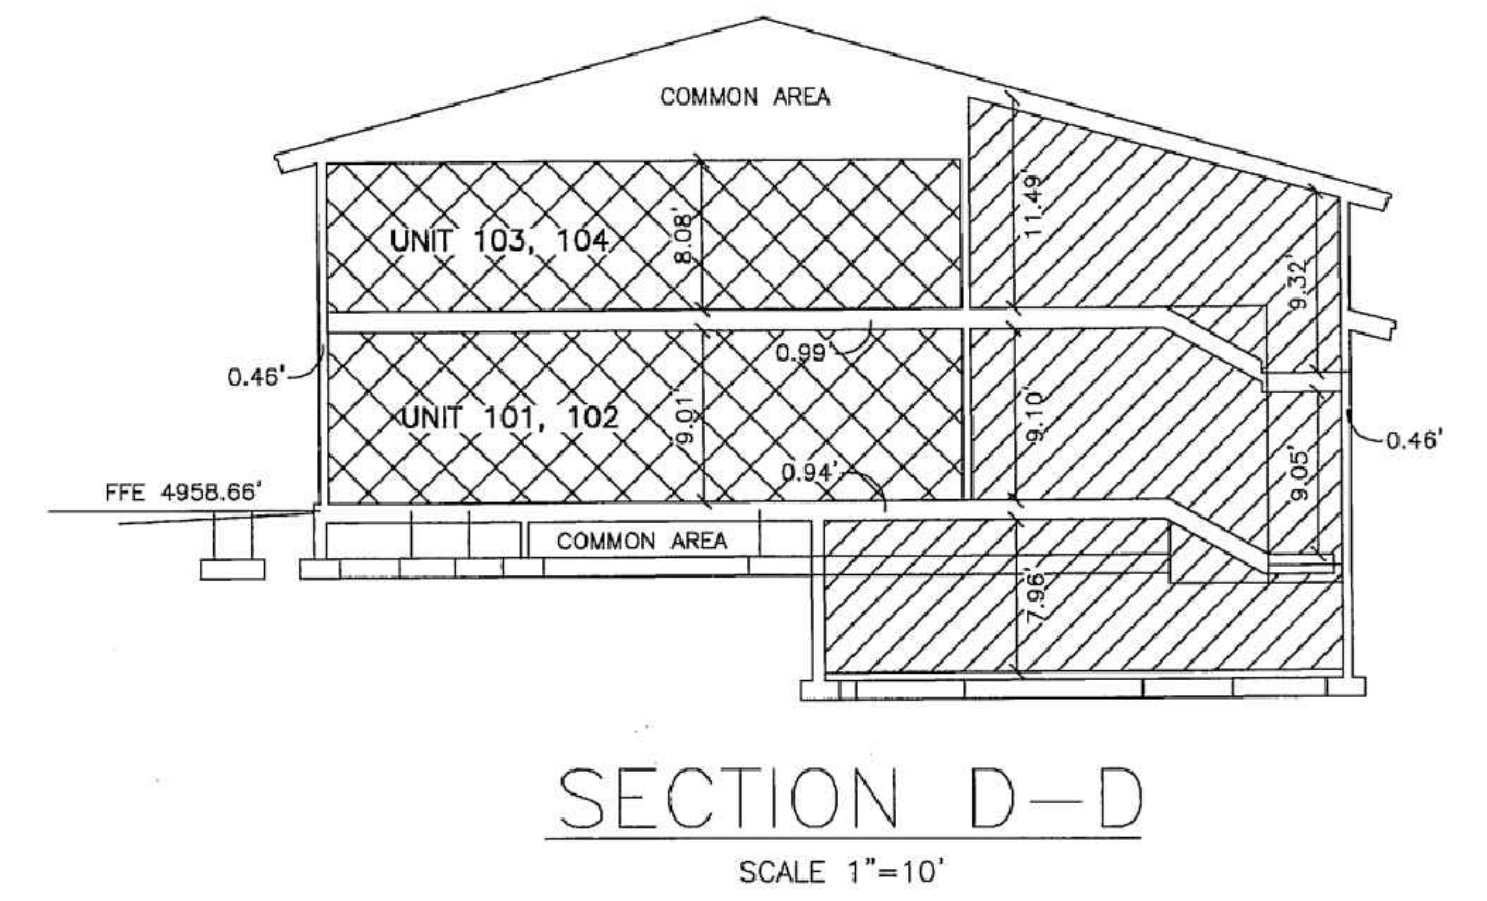 COMMON AREA
11.49'
UNIT 103, 104
8.08'
9.32'
0.99'
0.46'
UNIT 101, 102
9.01'
9.10'
0.46'
0.94'
9.05'
FFE 4958.66'
COMMON AREA
7.96'
SECTION D-D
SCALE 1"=10'